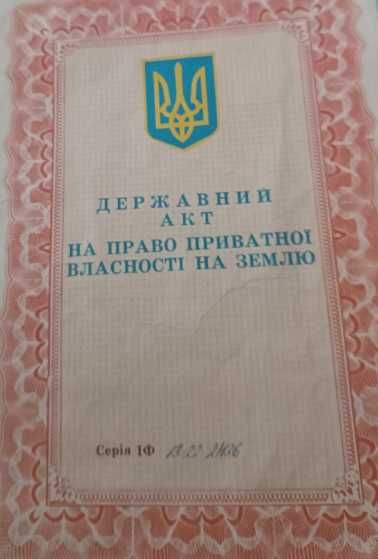 ДЕРЖАВНИЙ
АКТ
НА ПРАВО ПРИВАТНОЇ
ВЛАСНОСТІ НА ЗЕМЛЮ
Серія ІФ